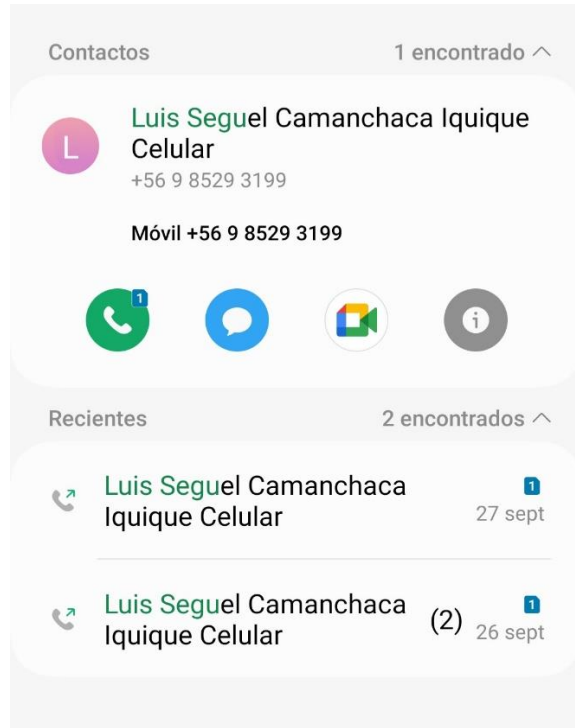 Contactos 1 encontrado
L
Luis Seguel Camanchaca Iquique
Celular
+56 9 8529 3199
Móvil +56 9 8529 3199
1
Recientes 2 encontrados
Luis Seguel Camanchaca 1
Iquique Celular 27 sept
Luis Seguel Camanchaca (2) 1
Iquique Celular 26 sept